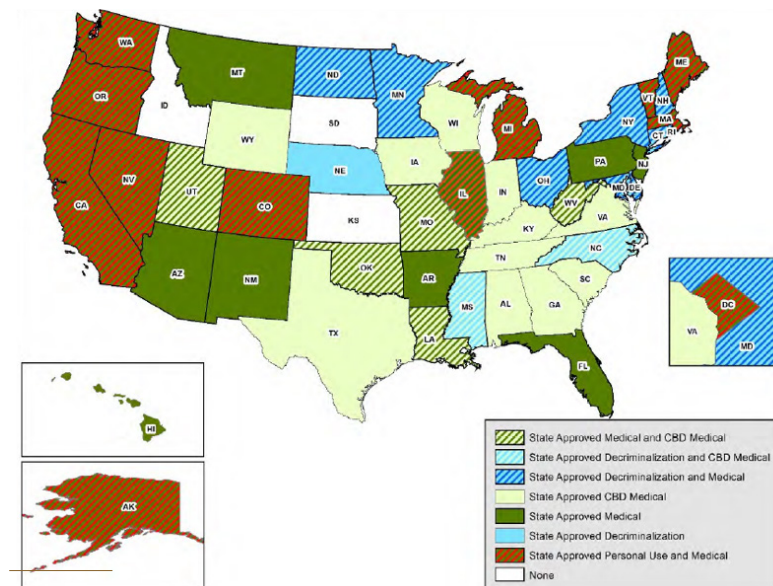 WA
OR
CA
NV
ID
MT
WY
UT
CO
AZ
NM
ND
SD
NE
KS
OK
TX
MN
IA
MO
AR
LA
WI
IL
MI
IN
OH
KY
TN
MS
AL
GA
FL
SC
NC
VA
WV
PA
NY
NJ
MD
DE
CT
RI
MA
VT
NH
ME
DC
VA
MD
HI
AK
State Approved Medical and CBD Medical
State Approved Decriminalization and CBD Medical
State Approved Decriminalization and Medical
State Approved CBD Medical
State Approved Medical
State Approved Decriminalization
State Approved Personal Use and Medical
None